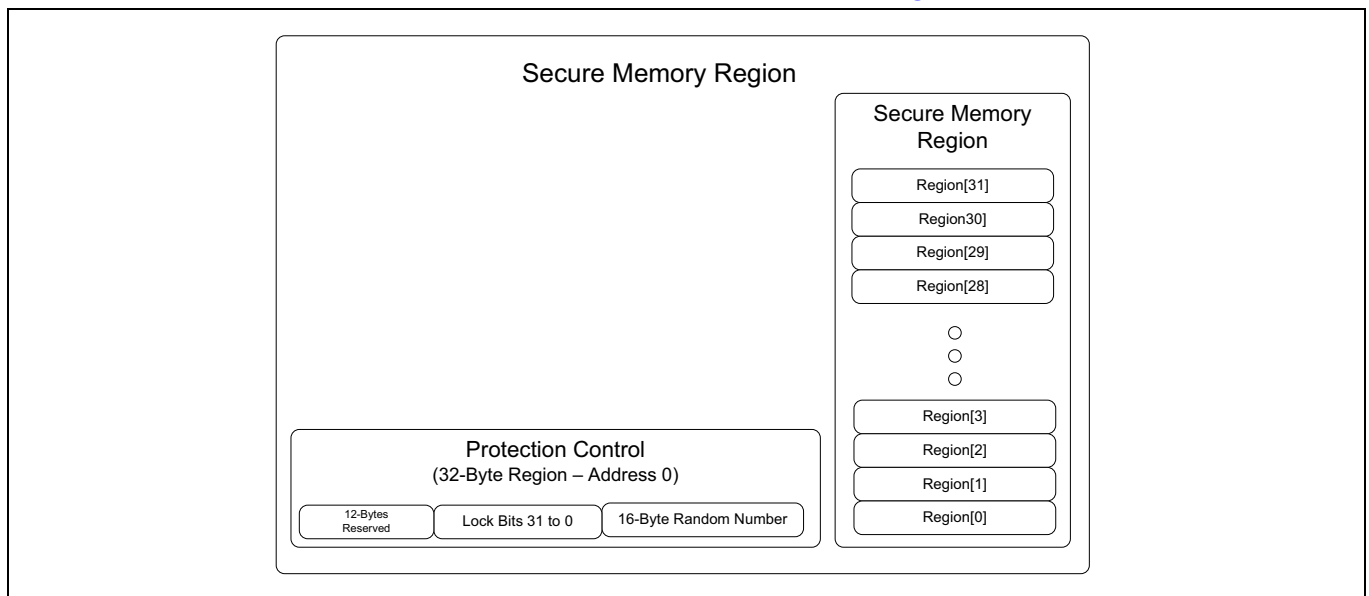 Secure Memory Region
Secure Memory
Region
Region[31]
Region30]
Region[29]
Region[28]
Region[3]
Region[2]
Region[1]
Region[0]
Protection Control
(32-Byte Region – Address 0)
12-Bytes
Reserved
Lock Bits 31 to 0
16-Byte Random Number